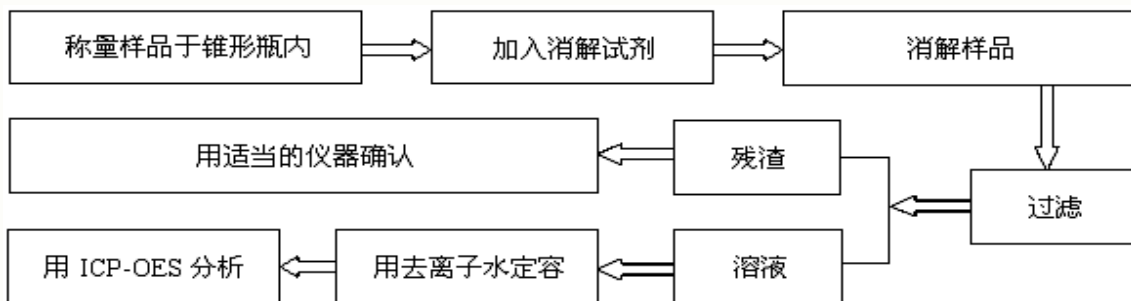 称量样品于锥形瓶内
加入消解试剂
消解样品
用适当的仪器确认
残渣
过滤
用 ICP-OES 分析
用去离子水定容
溶液